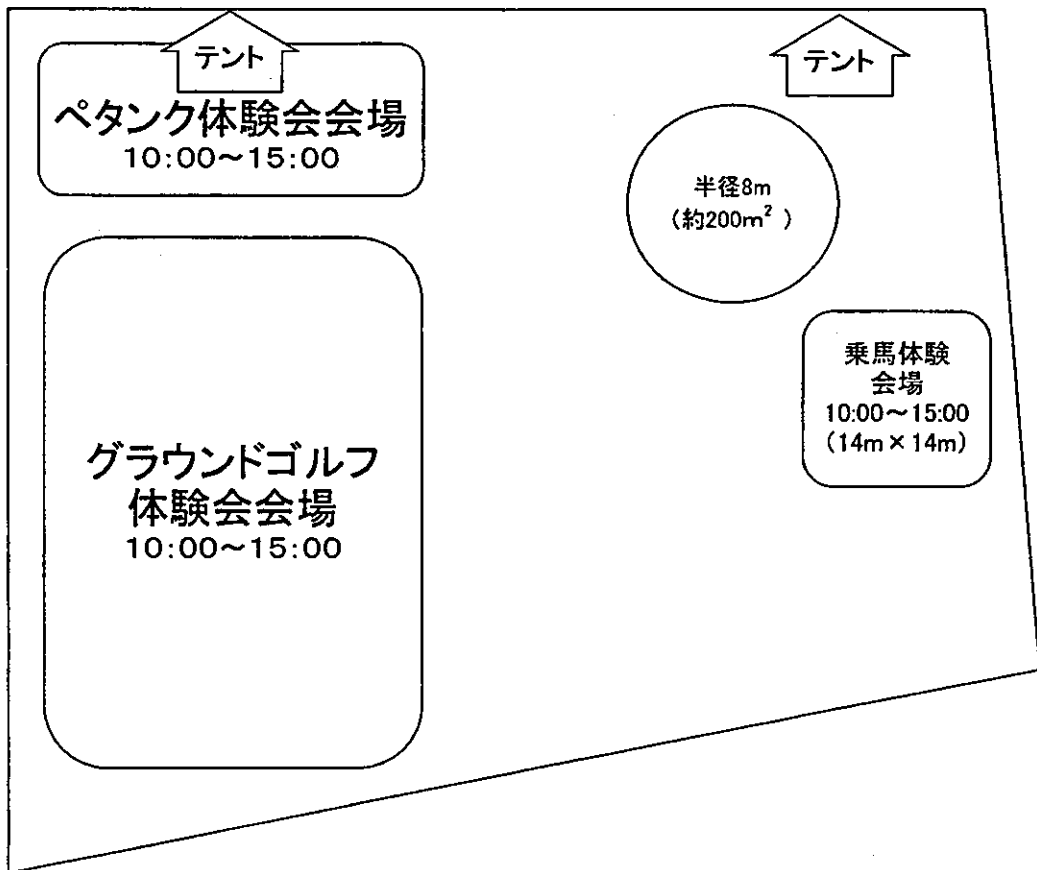 テント
ペタンク体験会会場
10:00～15:00
テント
半径8m
（約200m²）
乗馬体験
会場
10:00～15:00
（14m×14m）
グラウンドゴルフ
体験会会場
10:00～15:00